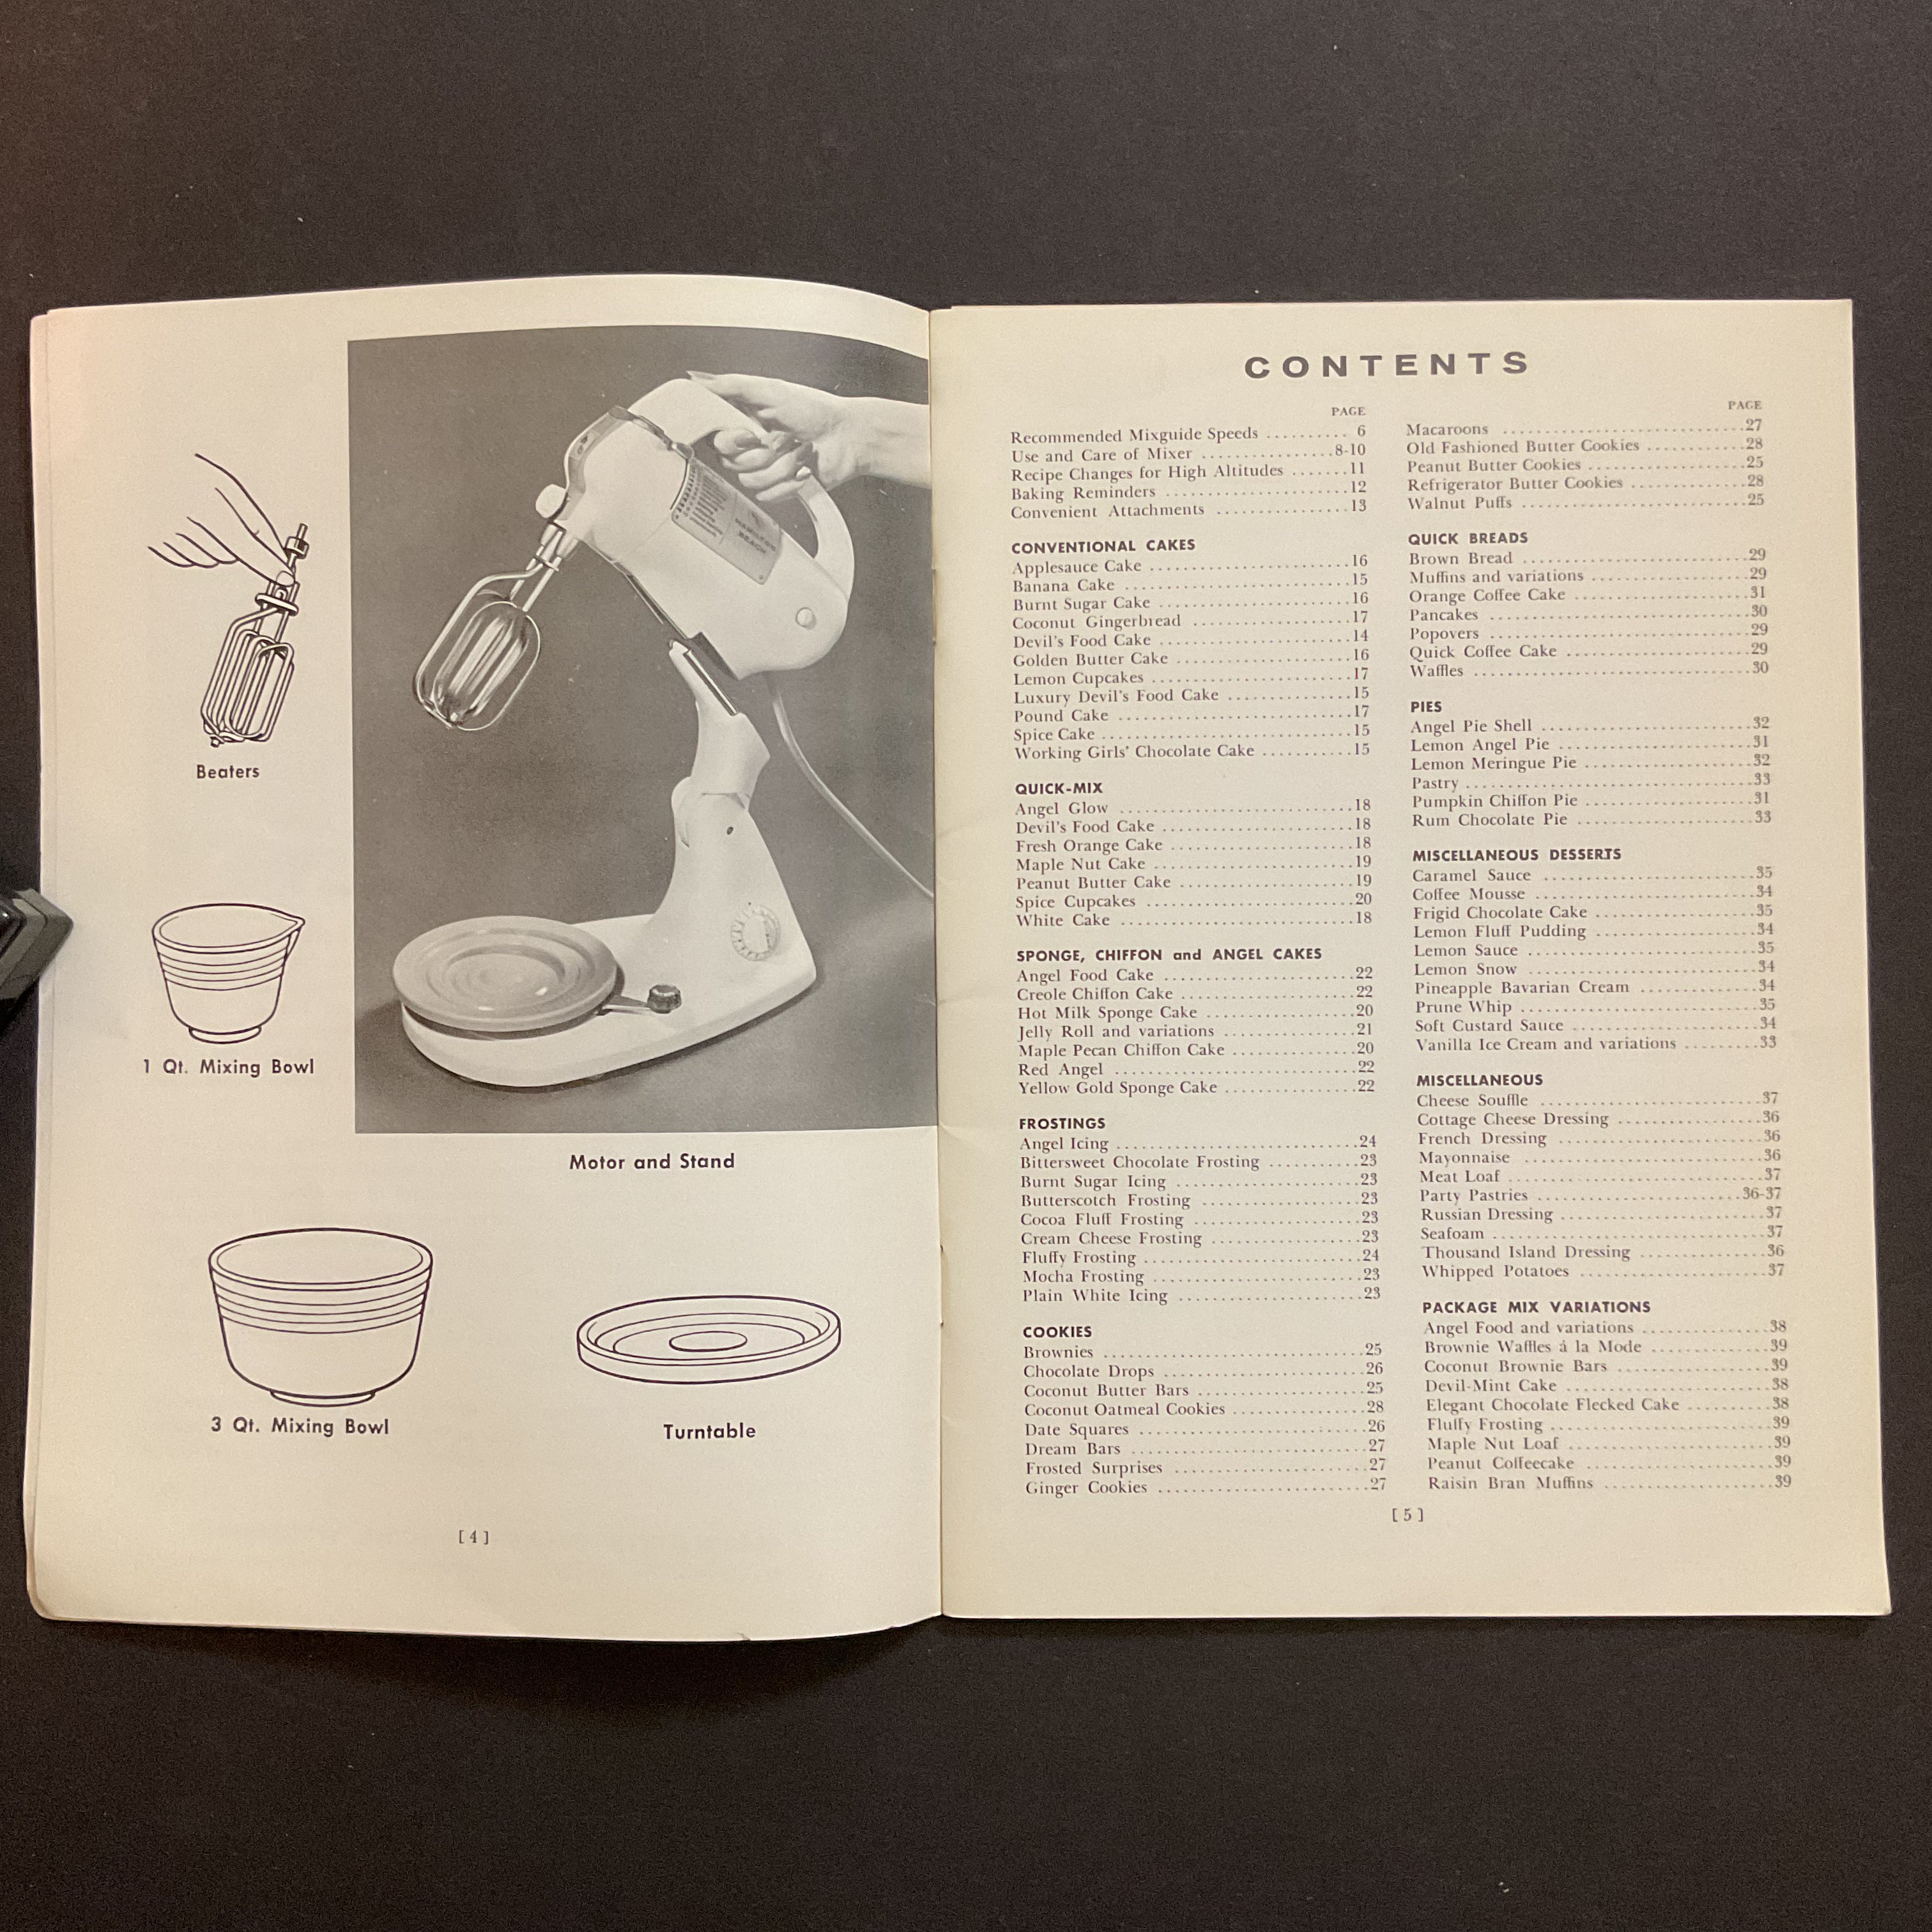 Beaters
1 Qt. Mixing Bowl
HAMILTON
BEACH
Motor and Stand
3 Qt. Mixing Bowl
Turntable
[ 4 ]
CONTENTS
PAGE
Recommended Mixguide Speeds .......... 6
Use and Care of Mixer ................8-10
Recipe Changes for High Altitudes .......11
Baking Reminders .......................12
Convenient Attachments ................13
CONVENTIONAL CAKES
Applesauce Cake .........................16
Banana Cake ............................15
Burnt Sugar Cake ........................16
Coconut Gingerbread ...................17
Devil's Food Cake ........................14
Golden Butter Cake ......................16
Lemon Cupcakes .........................17
Luxury Devil's Food Cake ...............15
Pound Cake .............................17
Spice Cake ...............................15
Working Girls' Chocolate Cake ...........15
QUICK-MIX
Angel Glow .............................18
Devil's Food Cake ........................18
Fresh Orange Cake .......................18
Maple Nut Cake .........................19
Peanut Butter Cake ......................19
Spice Cupcakes ..........................20
White Cake .............................18
SPONGE, CHIFFON and ANGEL CAKES
Angel Food Cake ........................22
Creole Chiffon Cake .....................22
Hot Milk Sponge Cake ...................20
Jelly Roll and variations ................21
Maple Pecan Chiffon Cake ...............20
Red Angel ..............................22
Yellow Gold Sponge Cake ................22
FROSTINGS
Angel Icing ..............................24
Bittersweet Chocolate Frosting ...........23
Burnt Sugar Icing .......................23
Butterscotch Frosting ...................23
Cocoa Fluff Frosting ....................23
Cream Cheese Frosting ..................23
Fluffy Frosting ..........................24
Mocha Frosting .........................23
Plain White Icing .......................23
COOKIES
Brownies ................................25
Chocolate Drops .........................26
Coconut Butter Bars .....................25
Coconut Oatmeal Cookies ................28
Date Squares ............................26
Dream Bars .............................27
Frosted Surprises .......................27
Ginger Cookies ..........................27
PAGE
Macaroons .............................27
Old Fashioned Butter Cookies ............28
Peanut Butter Cookies ...................25
Refrigerator Butter Cookies ..............28
Walnut Puffs ............................25
QUICK BREADS
Brown Bread ............................29
Muffins and variations ...................29
Orange Coffee Cake ......................31
Pancakes ................................30
Popovers ................................29
Quick Coffee Cake .......................29
Waffles ..................................30
PIES
Angel Pie Shell ..........................32
Lemon Angel Pie ........................31
Lemon Meringue Pie ....................32
Pastry ...................................33
Pumpkin Chiffon Pie ....................31
Rum Chocolate Pie ......................33
MISCELLANEOUS DESSERTS
Caramel Sauce ..........................35
Coffee Mousse ...........................34
Frigid Chocolate Cake ...................35
Lemon Fluff Pudding ...................34
Lemon Sauce ............................35
Lemon Snow ............................34
Pineapple Bavarian Cream ..............34
Prune Whip .............................35
Soft Custard Sauce .......................34
Vanilla Ice Cream and variations .........33
MISCELLANEOUS
Cheese Souffle ..........................37
Cottage Cheese Dressing .................36
French Dressing .........................36
Mayonnaise .............................36
Meat Loaf ...............................37
Party Pastries .........................36-37
Russian Dressing ........................37
Seafoam .................................37
Thousand Island Dressing ...............36
Whipped Potatoes .......................37
PACKAGE MIX VARIATIONS
Angel Food and variations ...............38
Brownie Waffles á la Mode ..............39
Coconut Brownie Bars ...................39
Devil-Mint Cake ........................38
Elegant Chocolate Flecked Cake ..........38
Fluffy Frosting ..........................39
Maple Nut Loaf ........................39
Peanut Coffeecake ......................39
Raisin Bran Muffins ....................39
[ 5 ]